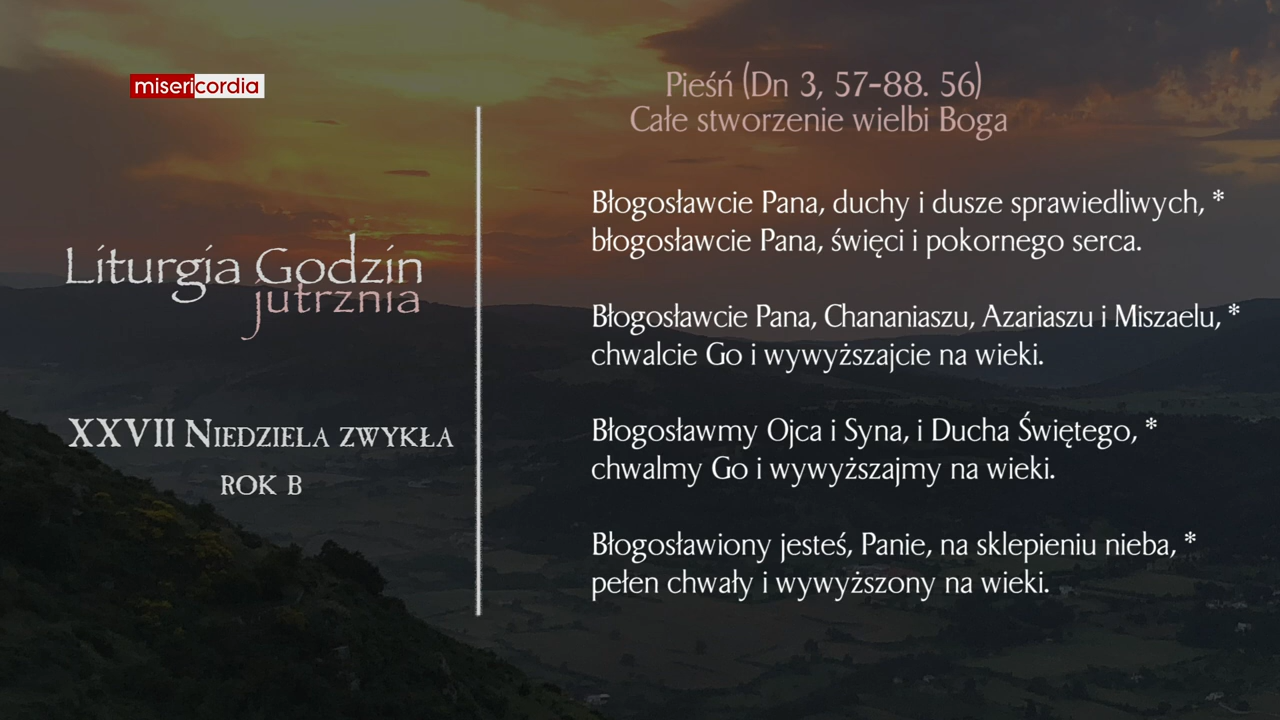 misericordia
Liturgia Godzin
jutrznia
XXVII Niedziela zwykła
rok B
Pieśń (Dn 3, 57-88. 56)
Całe stworzenie wielbi Boga
Błogosławcie Pana, duchy i dusze sprawiedliwych, *
błogosławcie Pana, święci i pokornego serca.
Błogosławcie Pana, Chananiaszu, Azariaszu i Miszaelu, *
chwalcie Go i wywyższajcie na wieki.
Błogosławmy Ojca i Syna, i Ducha Świętego, *
chwalmy Go i wywyższajmy na wieki.
Błogosławiony jesteś, Panie, na sklepieniu nieba, *
pełen chwały i wywyższony na wieki.